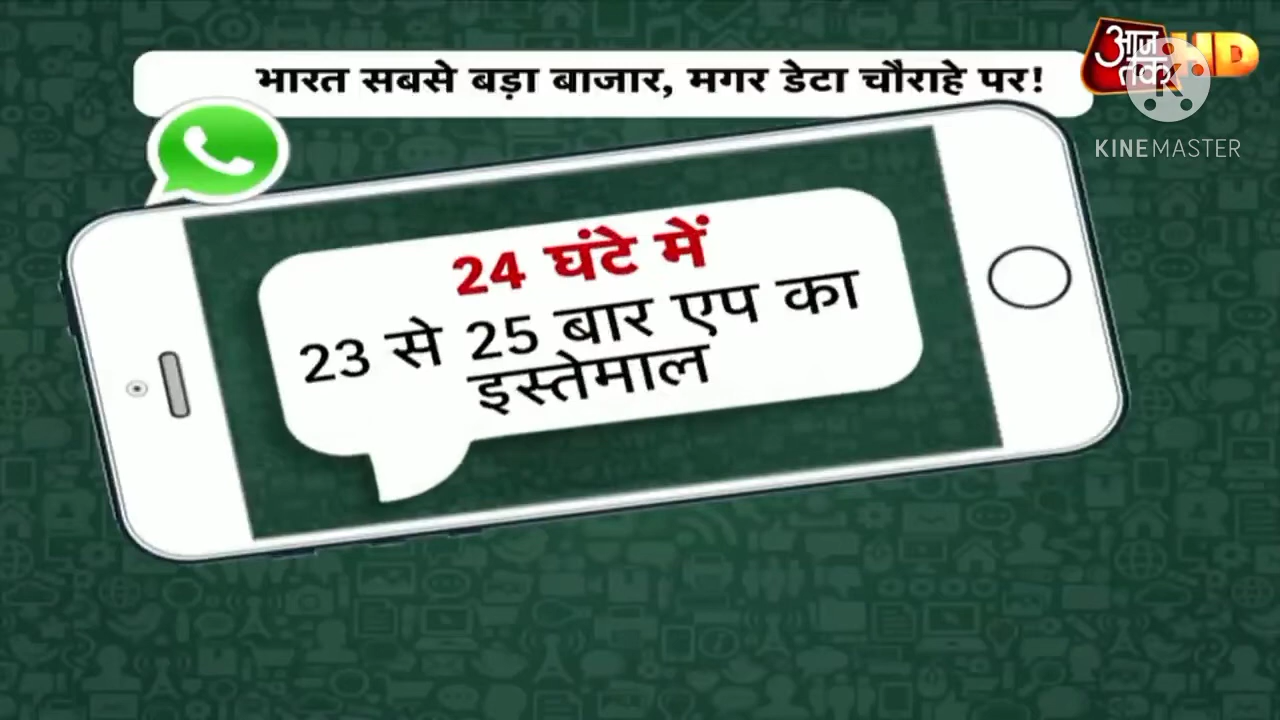 भारत सबसे बड़ा बाजार, मगर डेटा चौराहे पर!
आज
तक HD
KINEMASTER
24 घंटे में
23 से 25 बार एप का
इस्तेमाल